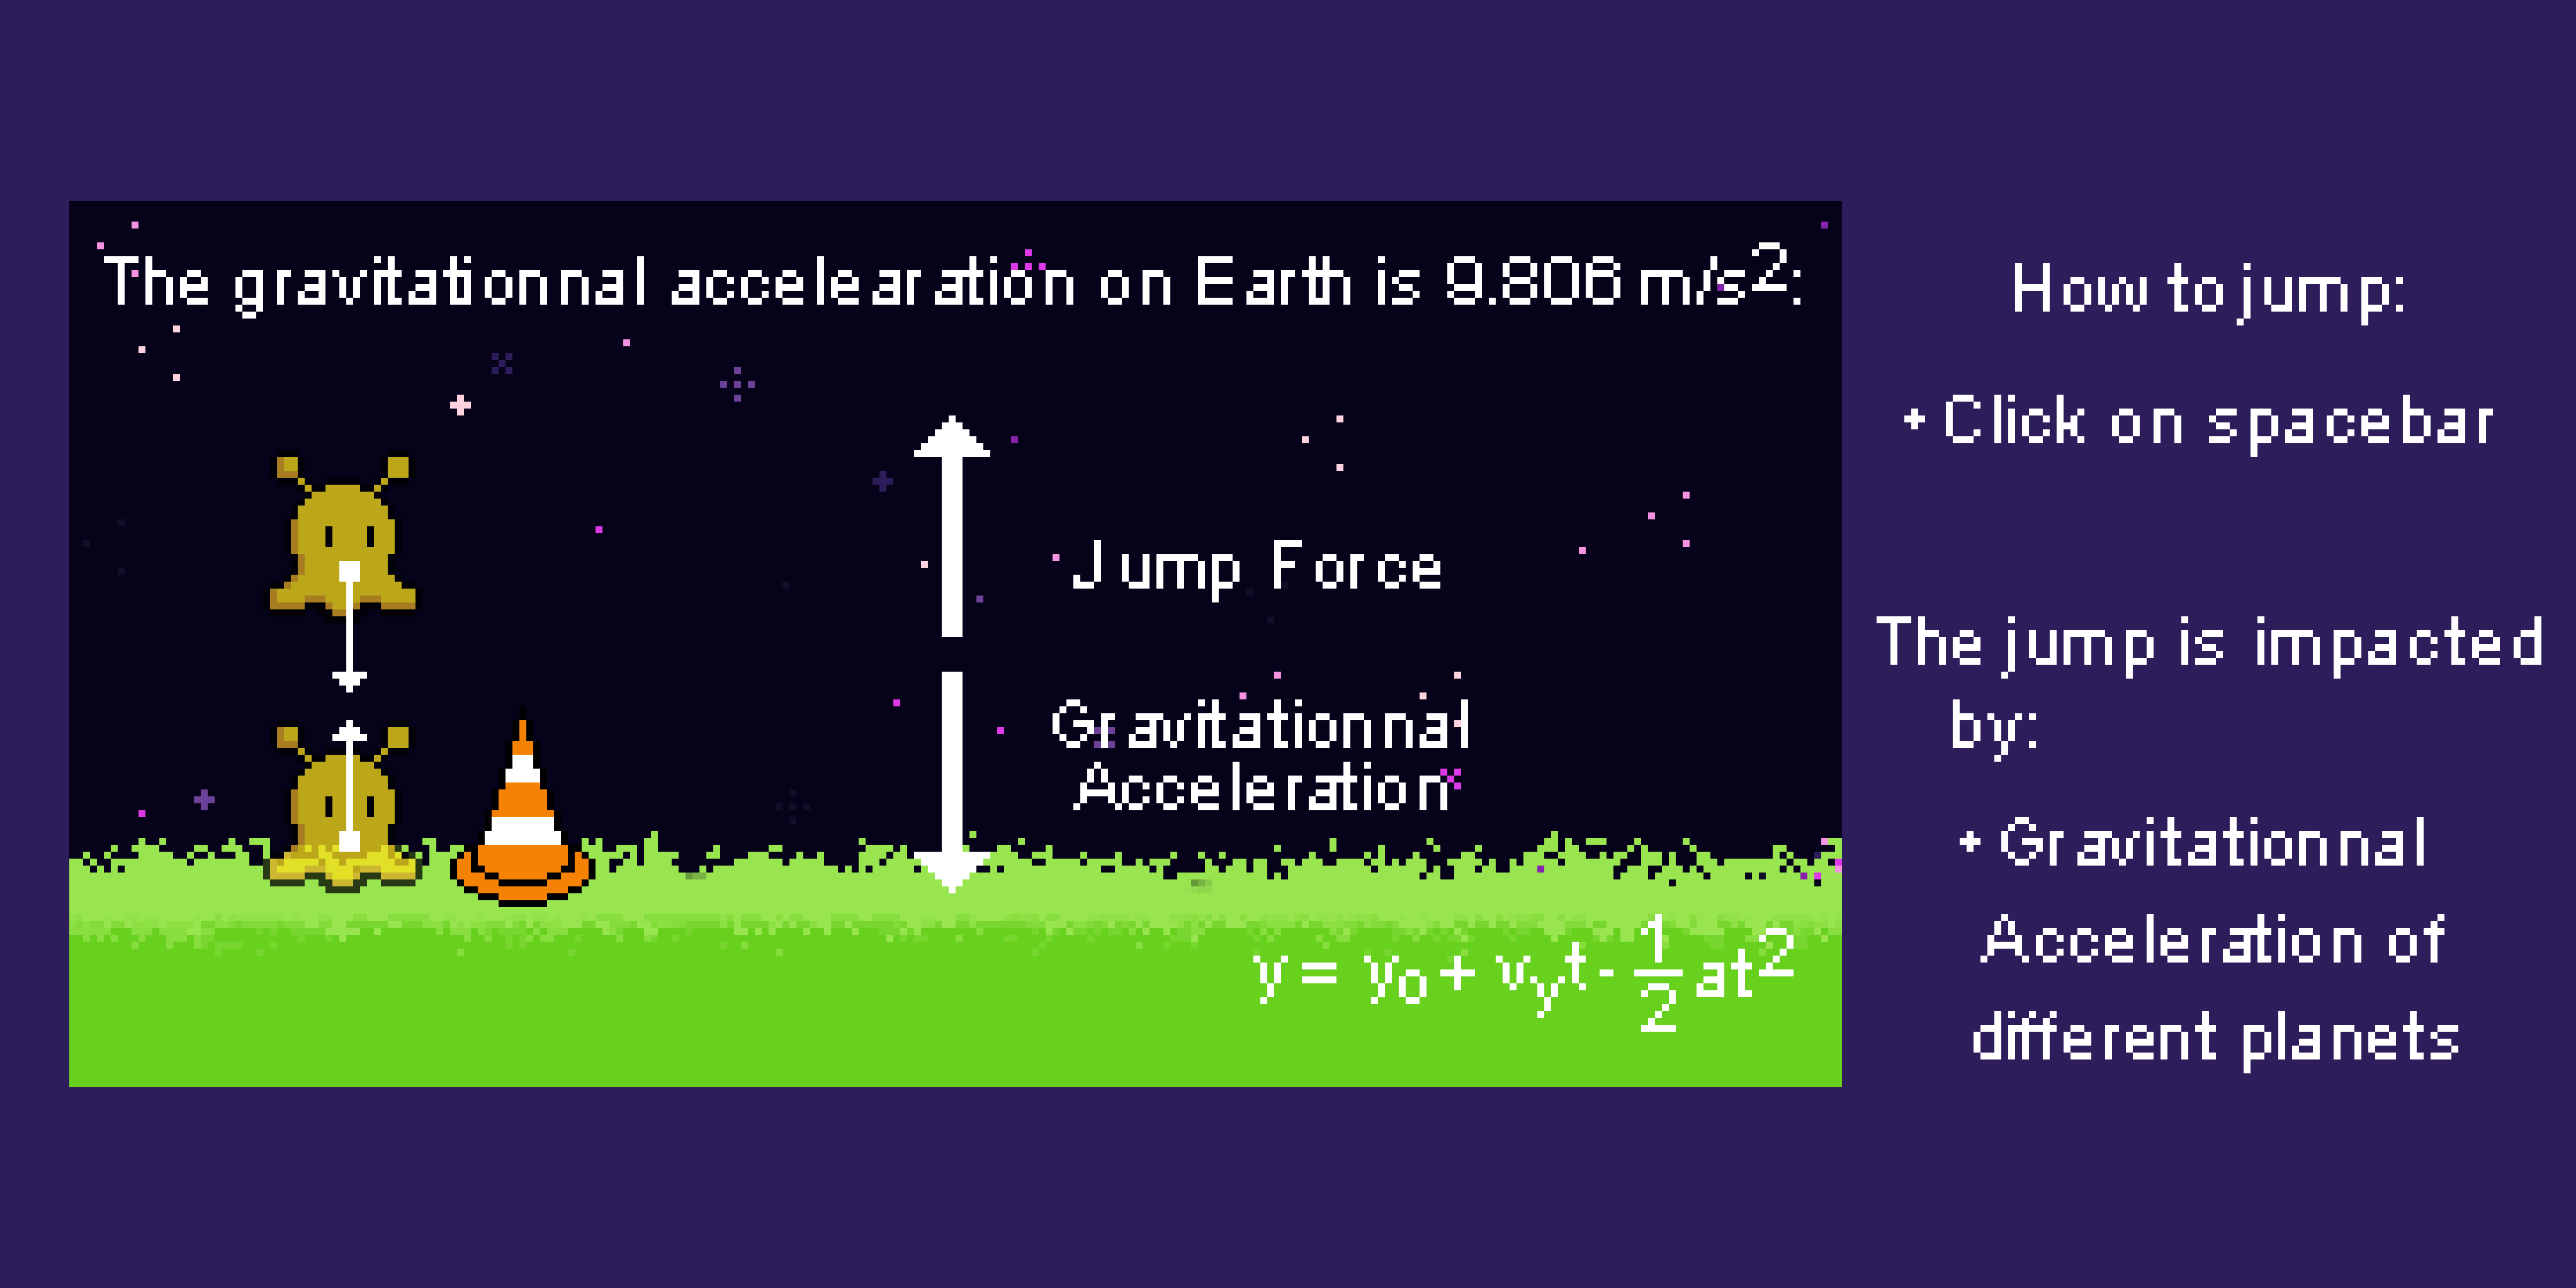 The gravitationnal accelearation on Earth is 9.806 m/s²:
Jump Force
Gravitationnal
Acceleration
y = y₀ + vᵧt - 1/2 at²
How to jump:
+ Click on spacebar
The jump is impacted
by:
+ Gravitationnal
Acceleration of
different planets